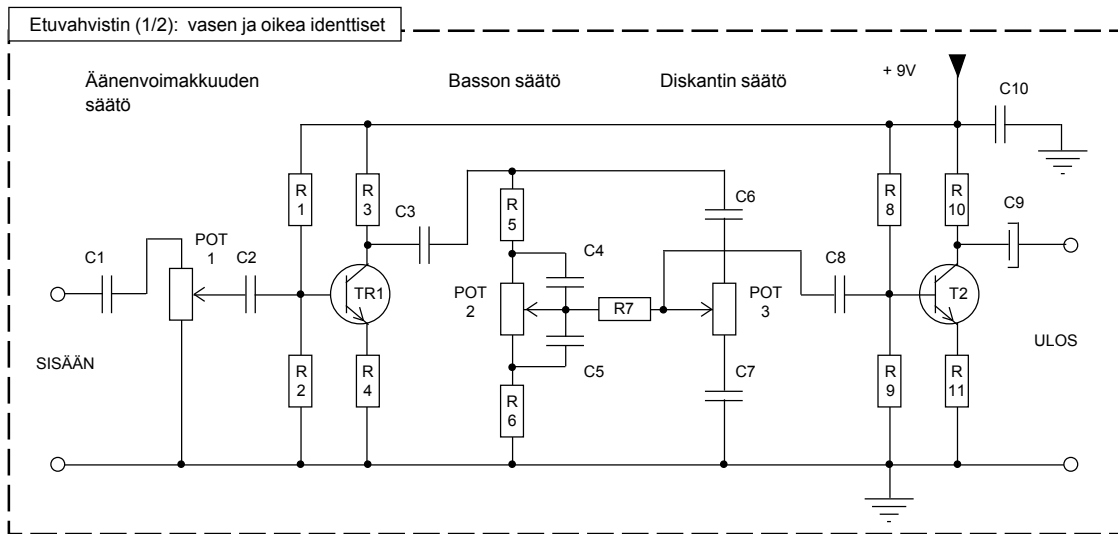 Etuvahvistin (1/2): vasen ja oikea identtiset
Äänenvoimakkuuden
säätö
Basson säätö
Diskantin säätö
+ 9V
C10
R
1
R
3
C3
R
5
C6
R
8
R
10
C9
C1
POT
1
C2
TR1
C4
POT
2
R7
POT
3
C8
T2
SISÄÄN
ULOS
R
2
R
4
C5
R
6
C7
R
9
R
11